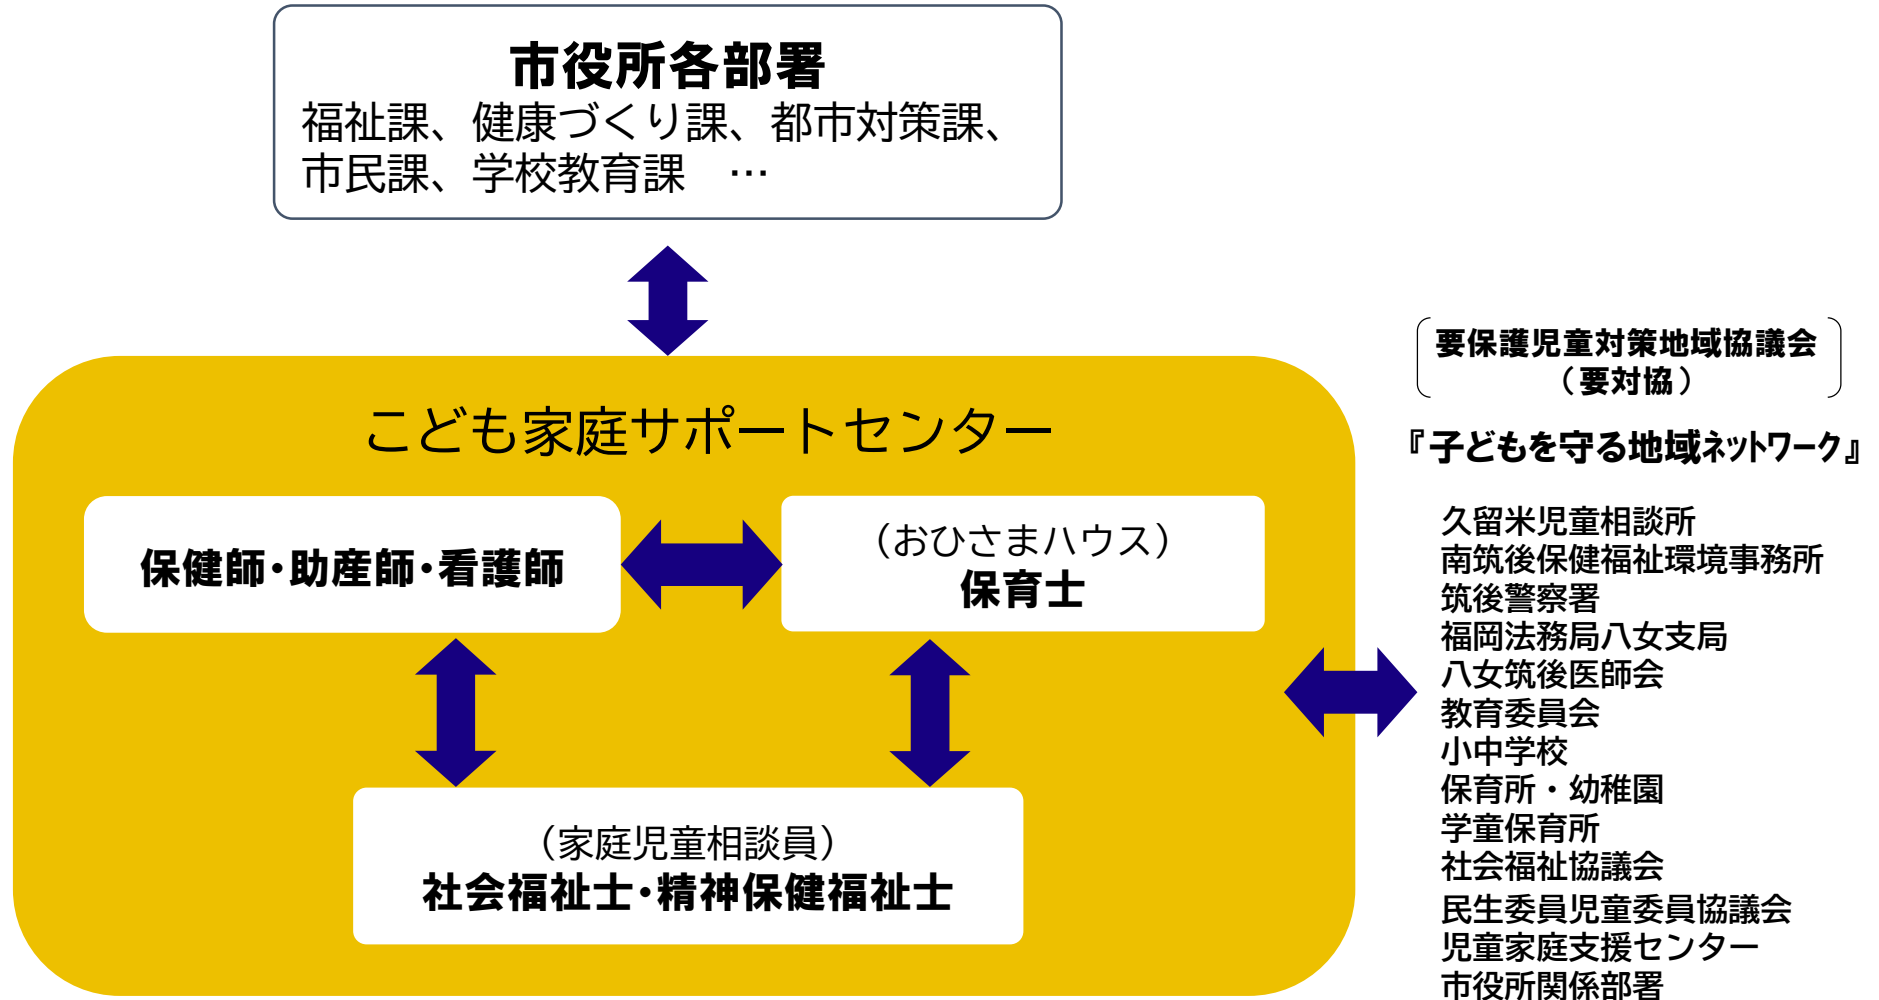 市役所各部署
福祉課、健康づくり課、都市対策課、
市民課、学校教育課　…
こども家庭サポートセンター
保健師・助産師・看護師
（おひさまハウス）
保育士
（家庭児童相談員）
社会福祉士・精神保健福祉士
要保護児童対策地域協議会
（要対協）
『子どもを守る地域ネットワーク』
久留米児童相談所
南筑後保健福祉環境事務所
筑後警察署
福岡法務局八女支局
八女筑後医師会
教育委員会
小中学校
保育所・幼稚園
学童保育所
社会福祉協議会
民生委員児童委員協議会
児童家庭支援センター
市役所関係部署